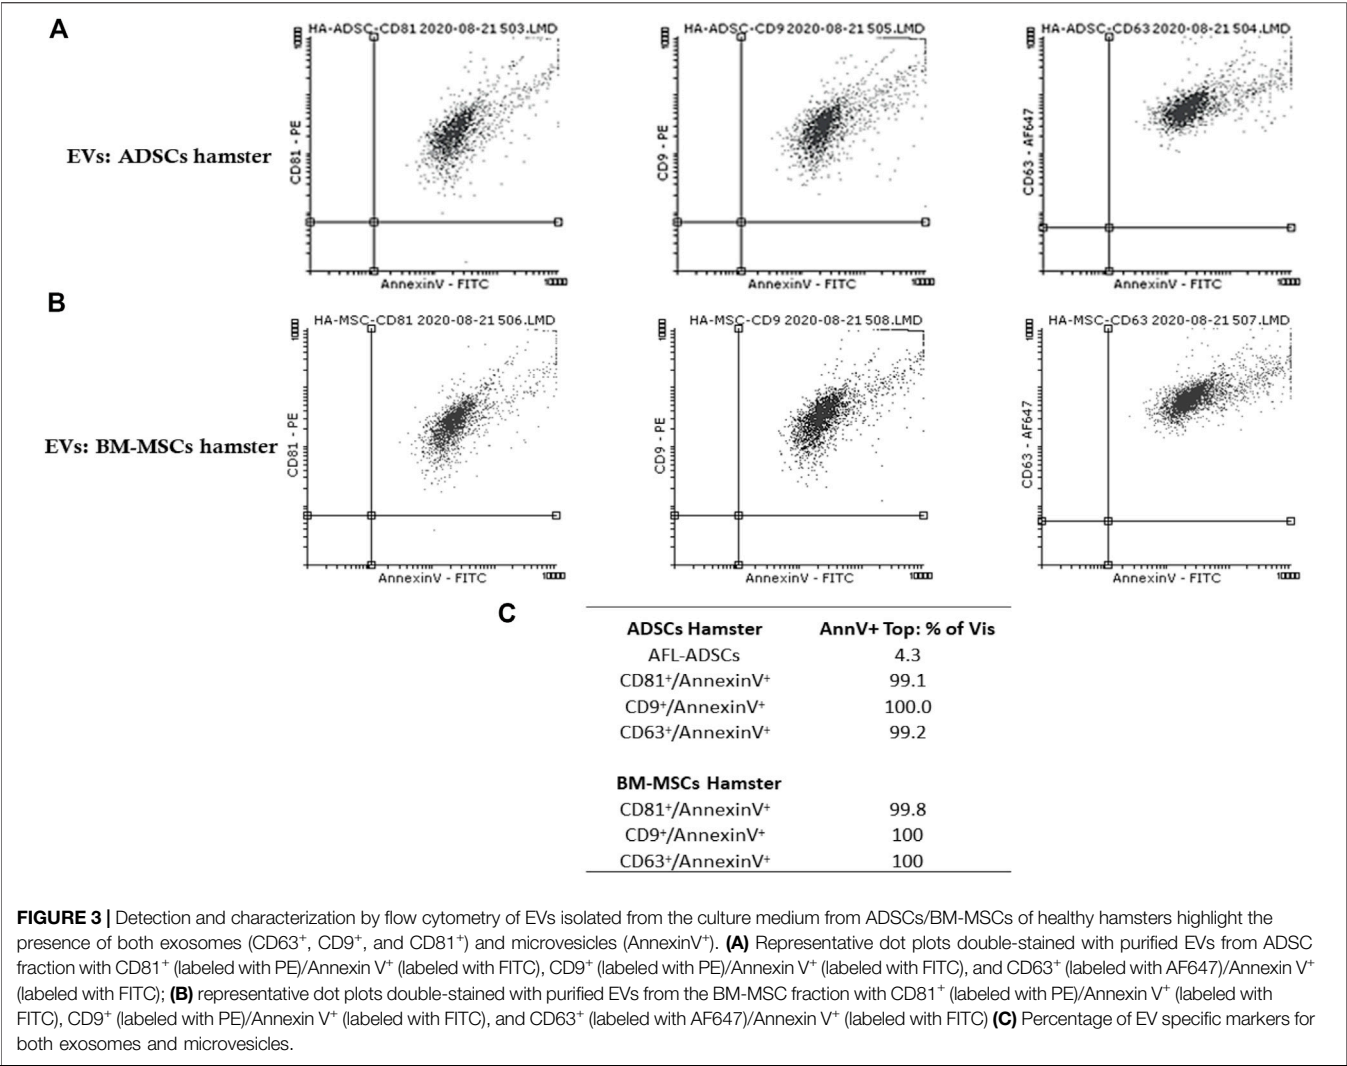 A
HA-ADSC-CD81 2020-08-21 503.LMD
HA-ADSC-CD9 2020-08-21 505.LMD
HA-ADSC-CD63 2020-08-21 504.LMD
EVs: ADSCs hamster
CD81 - PE
CD9 - PE
CD63 - AF647
AnnexinV - FITC
AnnexinV - FITC
AnnexinV - FITC
B
HA-MSC-CD81 2020-08-21 506.LMD
HA-MSC-CD9 2020-08-21 508.LMD
HA-MSC-CD63 2020-08-21 507.LMD
EVs: BM-MSCs hamster
CD81 - PE
CD9 - PE
CD63 - AF647
AnnexinV - FITC
AnnexinV - FITC
AnnexinV - FITC
C
ADSCs Hamster AnnV+ Top: % of Vis
AFL-ADSCs 4.3
CD81⁺/AnnexinV⁺ 99.1
CD9⁺/AnnexinV⁺ 100.0
CD63⁺/AnnexinV⁺ 99.2
BM-MSCs Hamster
CD81⁺/AnnexinV⁺ 99.8
CD9⁺/AnnexinV⁺ 100
CD63⁺/AnnexinV⁺ 100
FIGURE 3 | Detection and characterization by flow cytometry of EVs isolated from the culture medium from ADSCs/BM-MSCs of healthy hamsters highlight the
presence of both exosomes (CD63⁺, CD9⁺, and CD81⁺) and microvesicles (AnnexinV⁺). (A) Representative dot plots double-stained with purified EVs from ADSC
fraction with CD81⁺ (labeled with PE)/Annexin V⁺ (labeled with FITC), CD9⁺ (labeled with PE)/Annexin V⁺ (labeled with FITC), and CD63⁺ (labeled with AF647)/Annexin V⁺
(labeled with FITC); (B) representative dot plots double-stained with purified EVs from the BM-MSC fraction with CD81⁺ (labeled with PE)/Annexin V⁺ (labeled with
FITC), CD9⁺ (labeled with PE)/Annexin V⁺ (labeled with FITC), and CD63⁺ (labeled with AF647)/Annexin V⁺ (labeled with FITC) (C) Percentage of EV specific markers for
both exosomes and microvesicles.